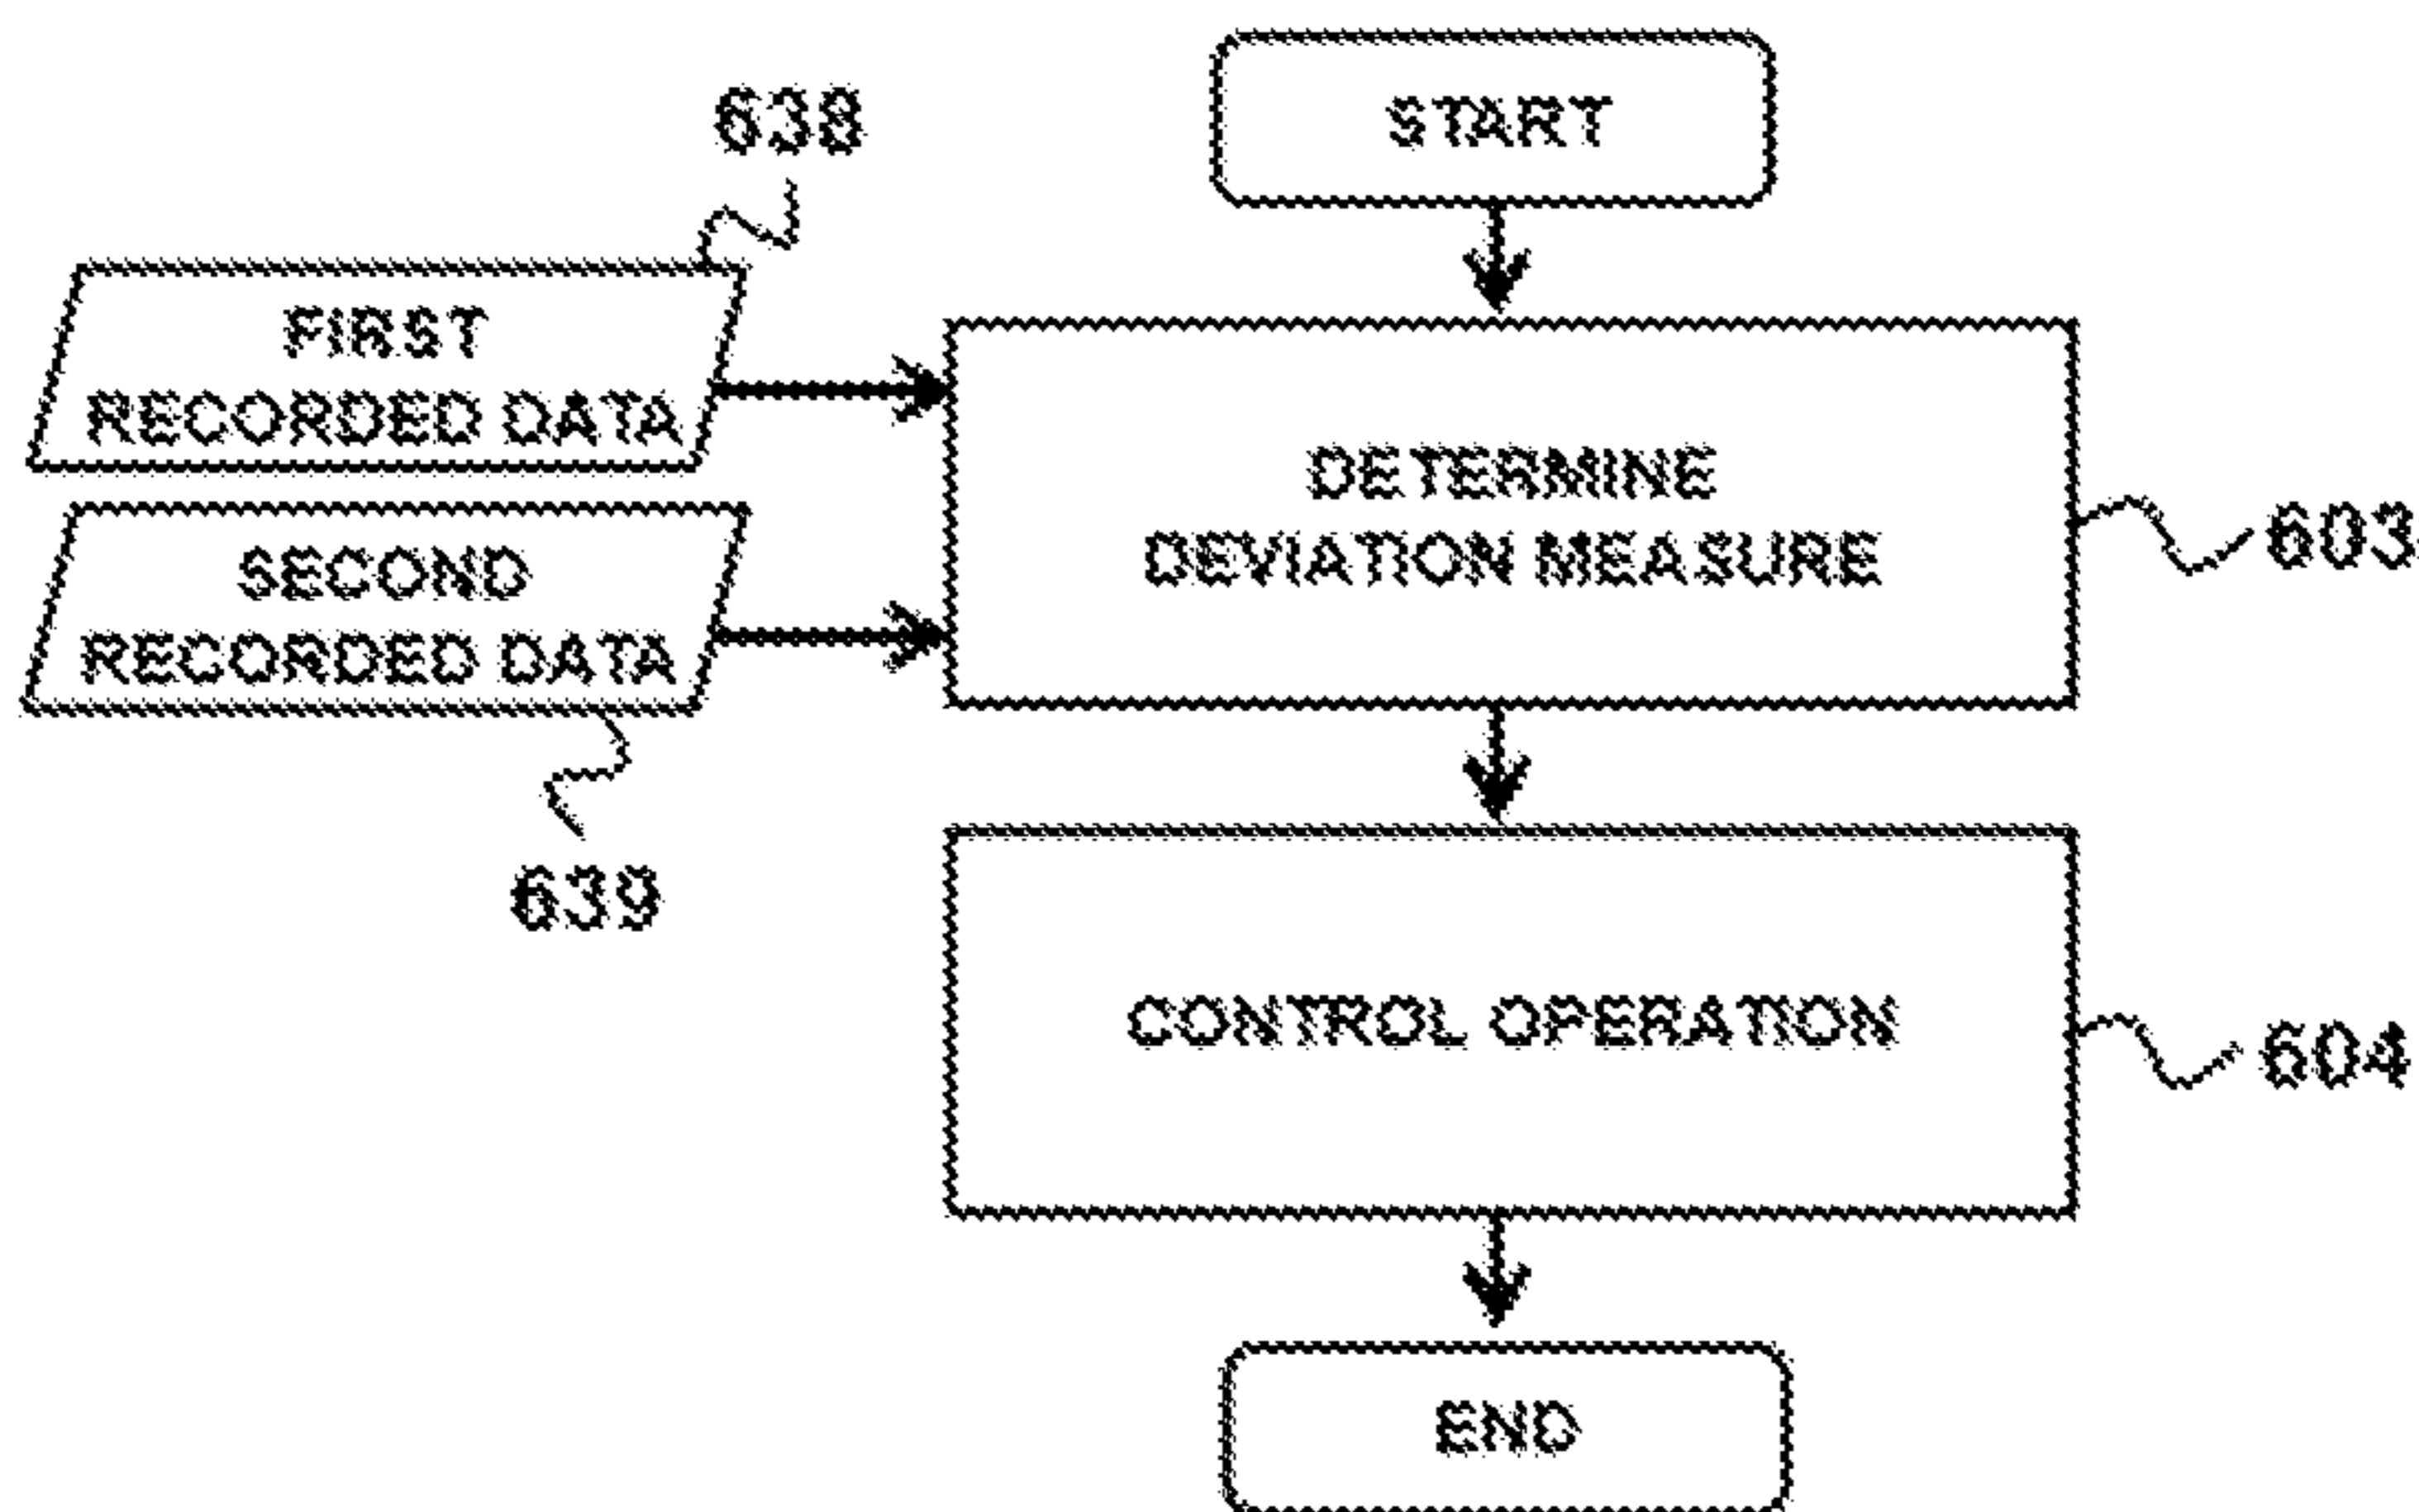 START
638
FIRST
RECORDED DATA
SECOND
RECORDED DATA
639
DETERMINE
DEVIATION MEASURE
603
CONTROL OPERATION
604
END